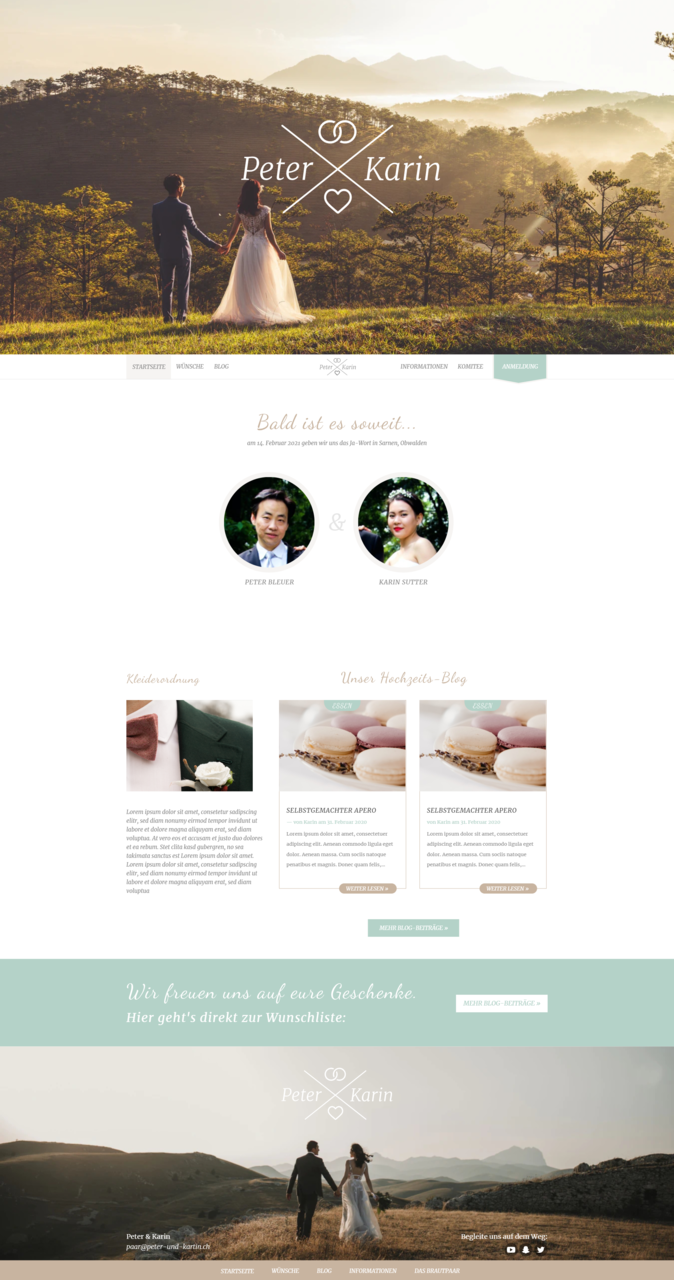 Peter Karin
STARTSEITE WÜNSCHE BLOG Peter Karin INFORMATIONEN KOMITEE ANMELDUNG
Bald ist es soweit...
am 14. Februar 2021 geben wir uns das Ja-Wort in Sarnen, Obwalden
&
PETER BLEUER KARIN SUTTER
Kleiderordnung
Lorem ipsum dolor sit amet, consetetur sadipscing
elitr, sed diam nonumy eirmod tempor invidunt ut
labore et dolore magna aliquyam erat, sed diam
voluptua. At vero eos et accusam et justo duo dolores
et ea rebum. Stet clita kasd gubergren, no sea
takimata sanctus est Lorem ipsum dolor sit amet.
Lorem ipsum dolor sit amet, consetetur sadipscing
elitr, sed diam nonumy eirmod tempor invidunt ut
labore et dolore magna aliquyam erat, sed diam
voluptua
Unser Hochzeits-Blog
ESSEN
SELBSTGEMACHTER APERO
— von Karin am 31. Februar 2020
Lorem ipsum dolor sit amet, consectetuer
adipiscing elit. Aenean commodo ligula eget
dolor. Aenean massa. Cum sociis natoque
penatibus et magnis. Donec quam felis,...
WEITER LESEN »
ESSEN
SELBSTGEMACHTER APERO
von Karin am 31. Februar 2020
Lorem ipsum dolor sit amet, consectetuer
adipiscing elit. Aenean commodo ligula eget
dolor. Aenean massa. Cum sociis natoque
penatibus et magnis. Donec quam felis,...
WEITER LESEN »
MEHR BLOG-BEITRÄGE »
Wir freuen uns auf eure Geschenke.
Hier geht's direkt zur Wunschliste:
MEHR BLOG-BEITRÄGE »
Peter Karin
Peter & Karin
paar@peter-und-karin.ch
Begleite uns auf dem Weg:
STARTSEITE WÜNSCHE BLOG INFORMATIONEN DAS BRAUTPAAR